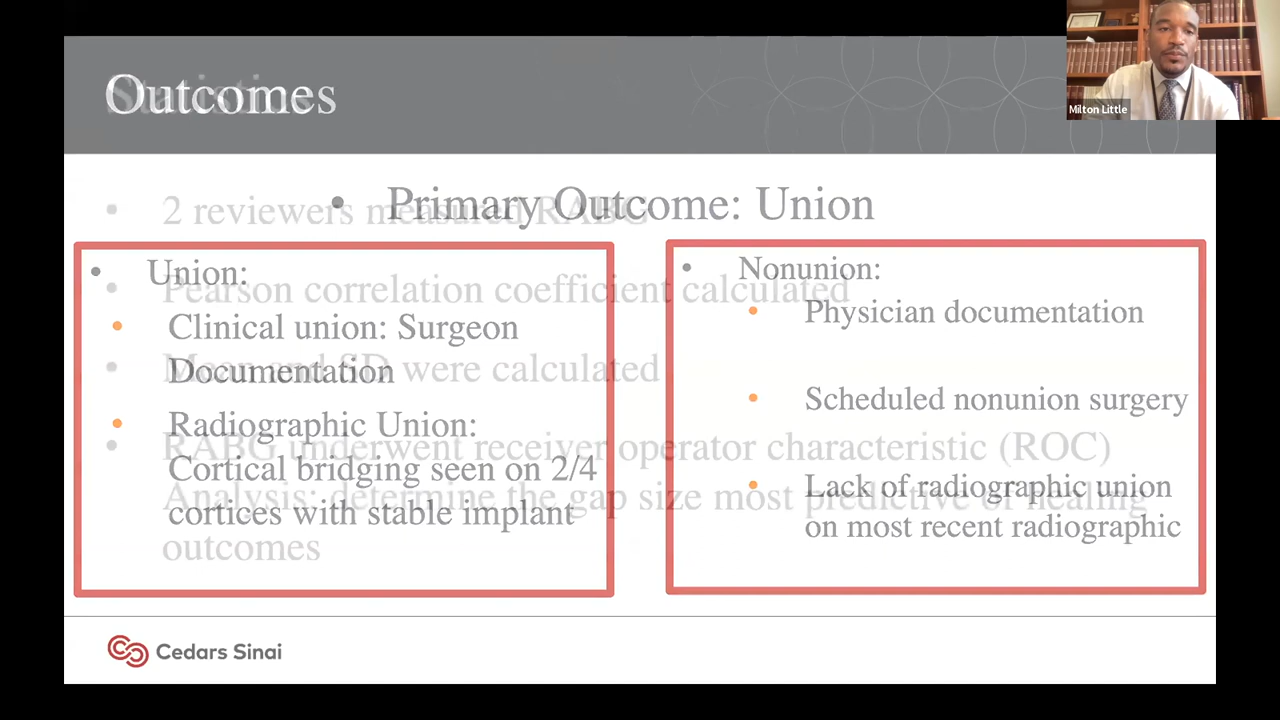 Outcomes
Statistics
Milton Little
• Primary Outcome: Union
• Union:
• Clinical union: Surgeon
Documentation
• Radiographic Union:
Cortical bridging seen on 2/4
cortices with stable implant
• Nonunion:
• Physician documentation
• Scheduled nonunion surgery
• Lack of radiographic union
on most recent radiographic
• 2 reviewers measured RABG
• Pearson correlation coefficient calculated
• Mean and SD were calculated
• RABG underwent receiver operator characteristic (ROC)
Analysis: determine the gap size most predictive of healing
outcomes
Cedars Sinai